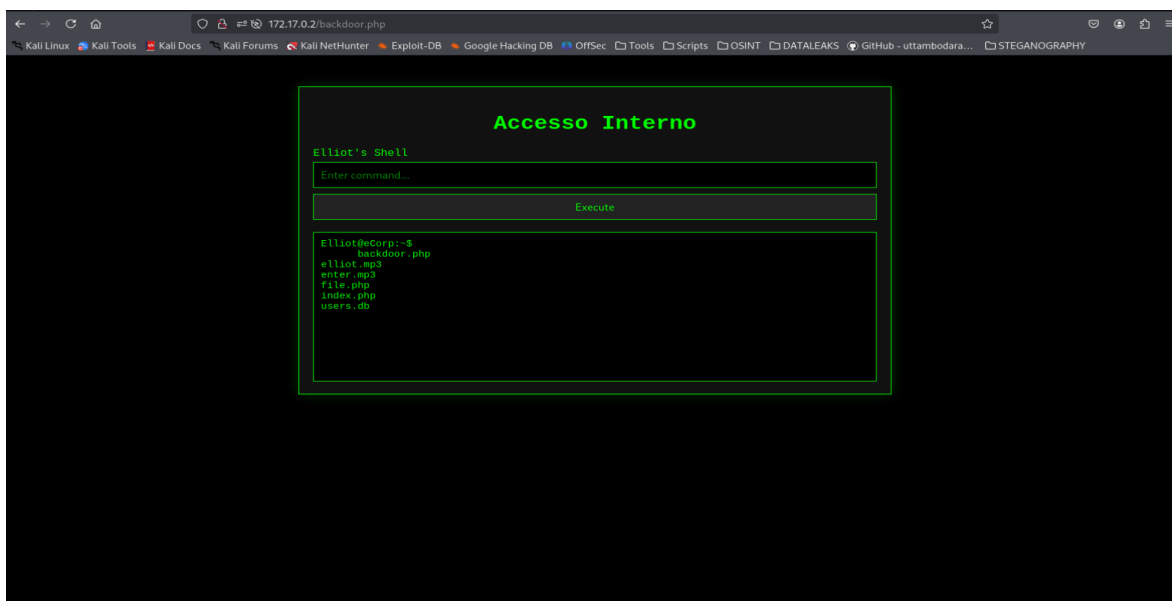 172.17.0.2/backdoor.php
Kali Linux Kali Tools Kali Docs Kali Forums Kali NetHunter Exploit-DB Google Hacking DB OffSec Tools Scripts OSINT DATALEAKS GitHub - uttambodara... STEGANOGRAPHY
Accesso Interno
Elliot's Shell
Enter command...
Execute
Elliot@eCorp:~$
backdoor.php
elliot.mp3
enter.mp3
file.php
index.php
users.db